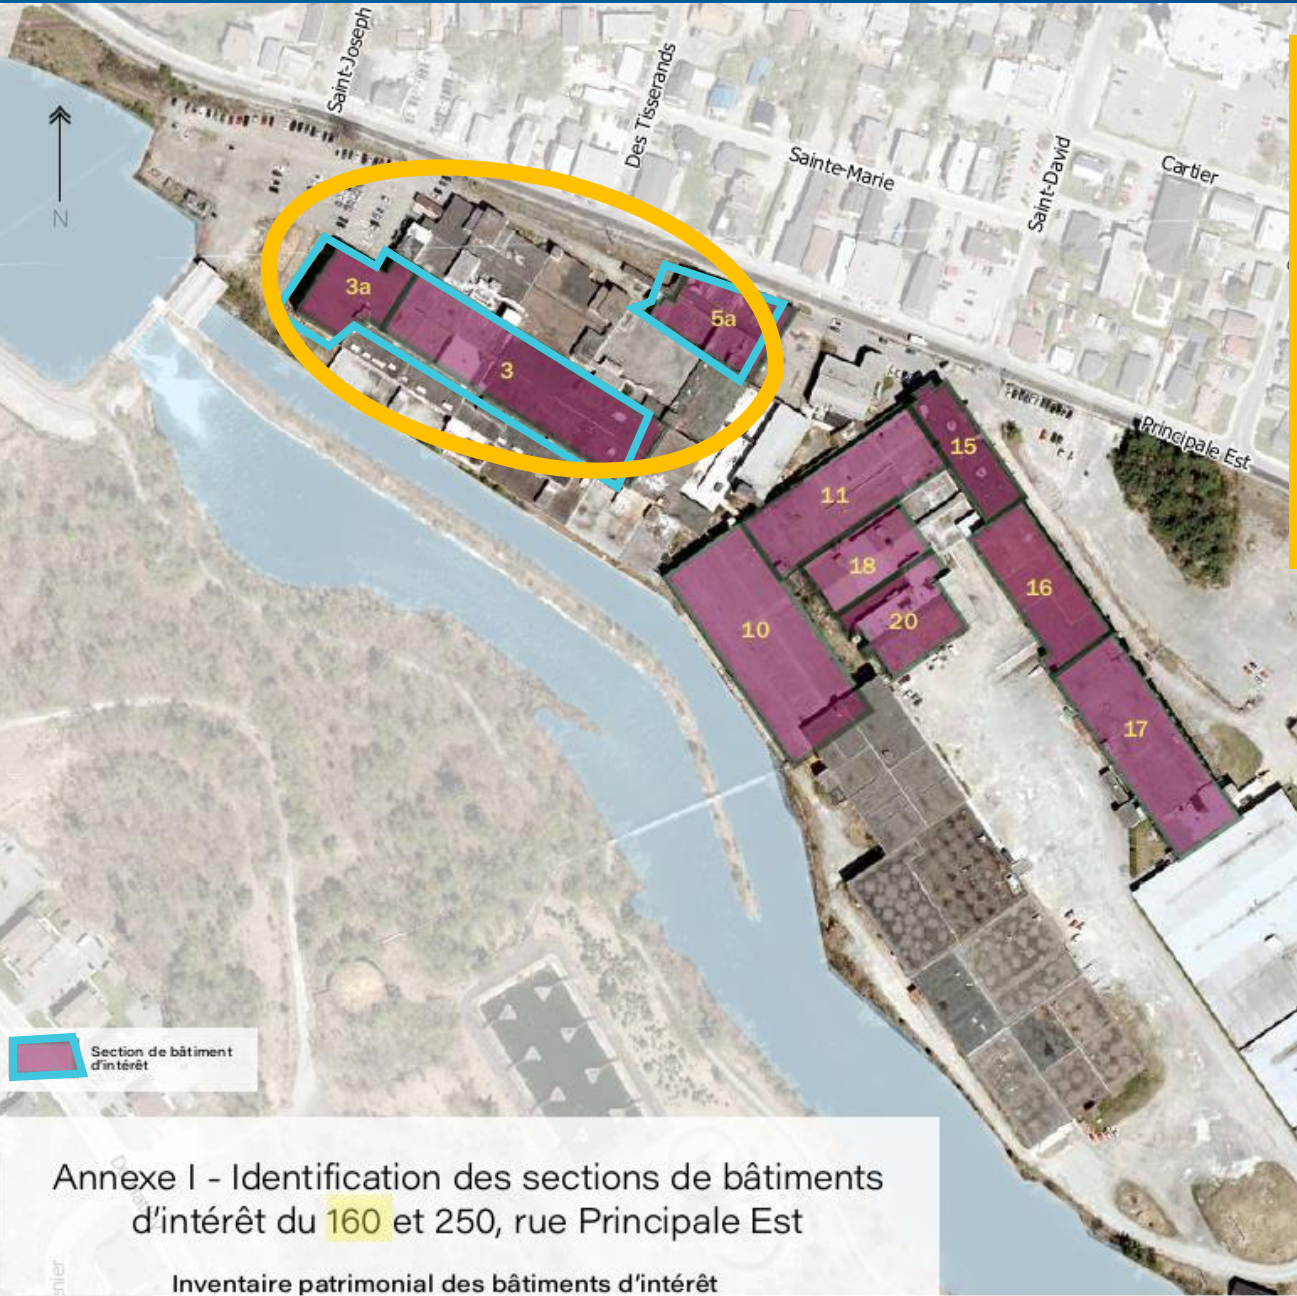 Saint-Joseph
Des Tisserands
Sainte-Marie
Saint-David
Cartier
N
3a
5a
3
Principale Est
15
11
18
16
20
10
17
Section de bâtiment
d'intérêt
Annexe I - Identification des sections de bâtiments
d'intérêt du 160 et 250, rue Principale Est
Inventaire patrimonial des bâtiments d'intérêt